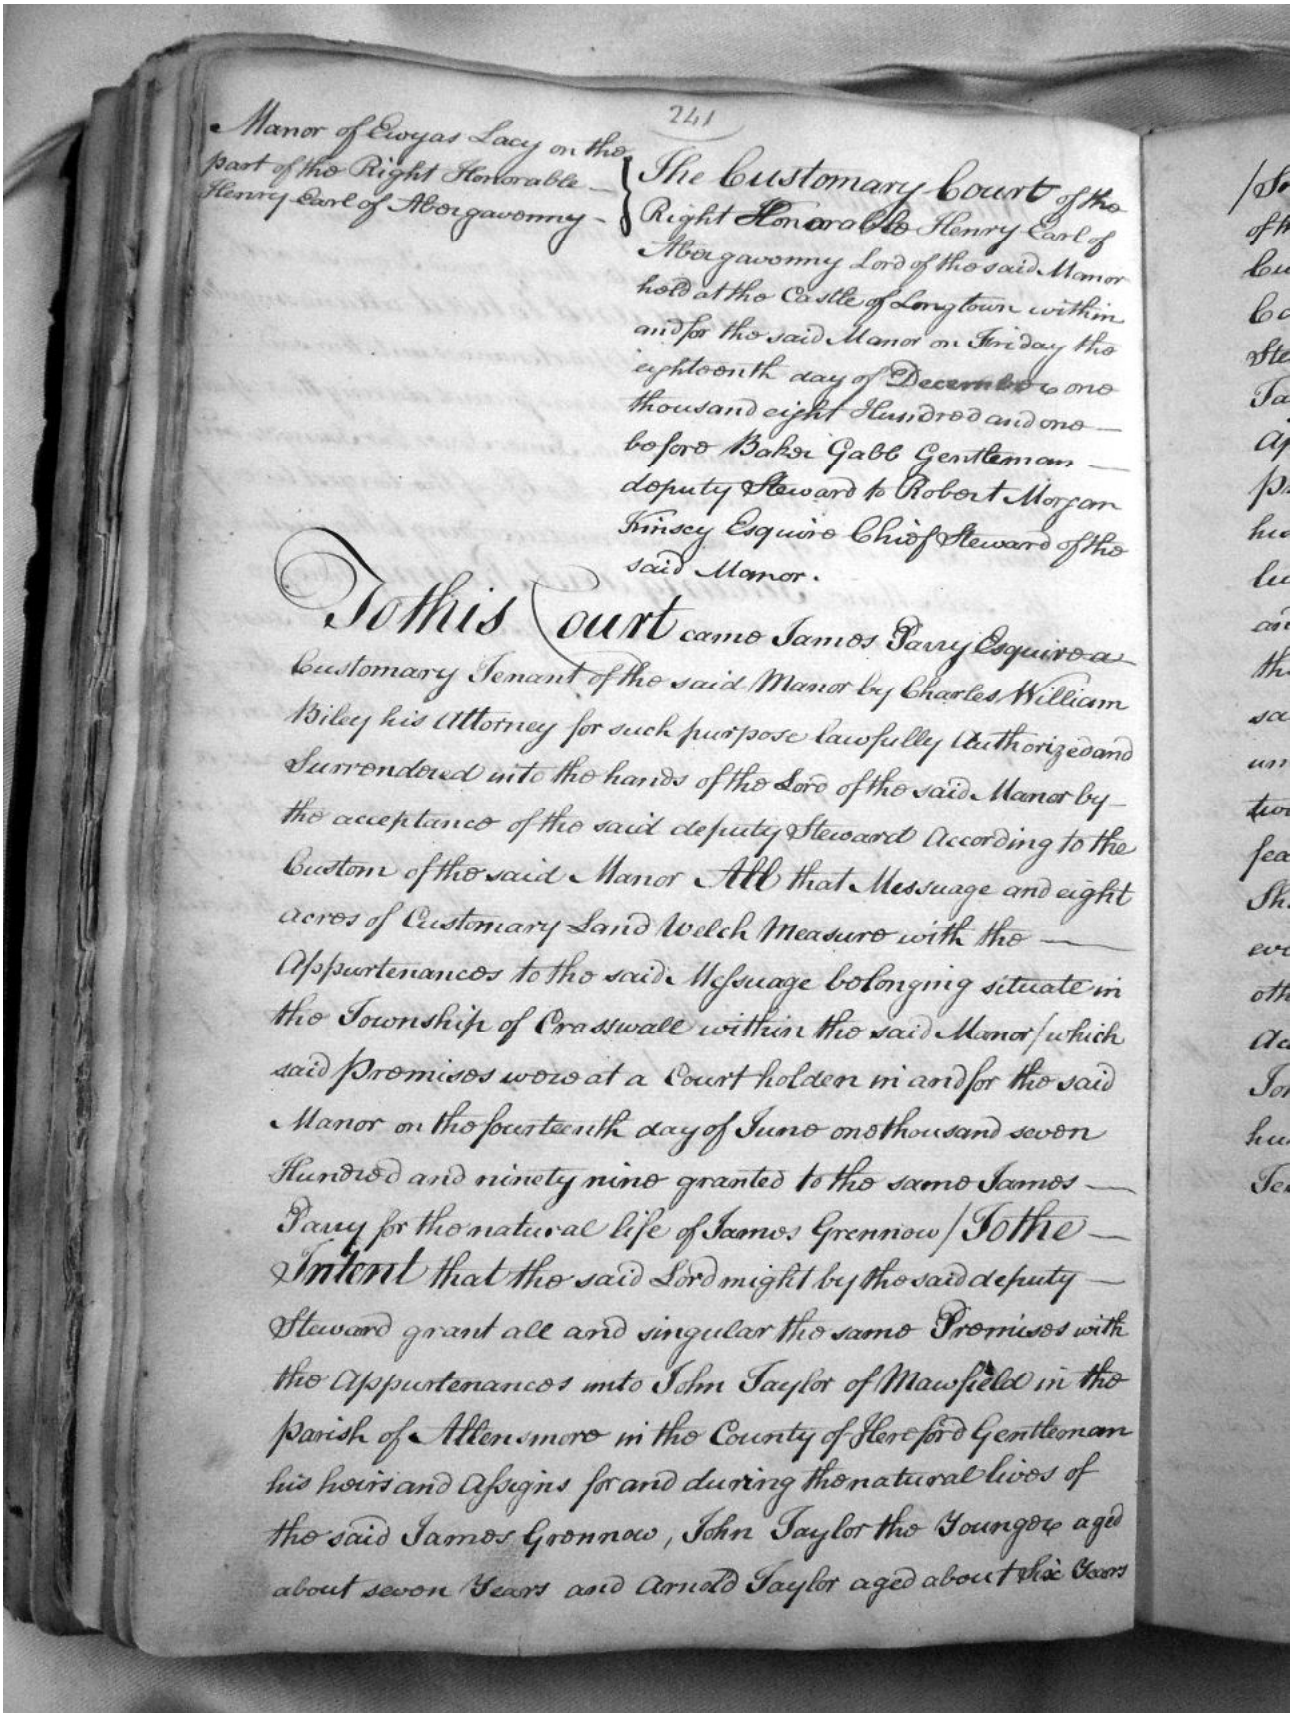 241
Manor of Ewyas Lacy on the
part of the Right Honorable
Henry Earl of Abergavenny
The Customary Court of the
Right Honorable Henry Earl of
Abergavenny Lord of the said Manor
held at the Castle of Longtown within
and for the said Manor on Friday the
eighteenth day of December one
thousand eight Hundred and one
before Baker Gabb Gentleman
deputy Steward to Robert Morgan
Kinsey Esquire Chief Steward of the
said Manor.
To this Court came James Parry Esquire a
Customary Tenant of the said Manor by Charles William
Biley his Attorney for such purpose lawfully Authorized and
Surrendered into the hands of the Lord of the said Manor by
the acceptance of the said deputy Steward According to the
Custom of the said Manor All that Messuage and eight
acres of Customary Land Welch Measure with the
Appurtenances to the said Messuage belonging situate in
the Township of Crasswall within the said Manor / which
said Premises were at a Court holden in and for the said
Manor on the fourteenth day of June one thousand seven
Hundred and ninety nine granted to the same James
Parry for the natural life of James Grennow / To the
Intent that the said Lord might by the said deputy
Steward grant all and singular the same Premises with
the Appurtenances unto John Taylor of Mawfield in the
parish of Allensmore in the County of Hereford Gentleman
his heirs and Assigns for and during the natural lives of
the said James Grennow, John Taylor the Younger aged
about seven Years and Arnold Taylor aged about Six Years